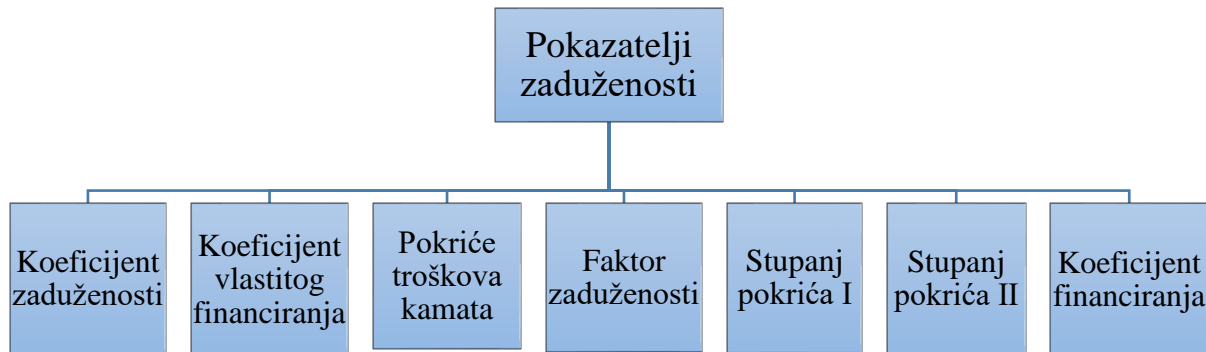 Pokazatelji
zaduženosti
Koeficijent
zaduženosti
Koeficijent
vlastitog
financiranja
Pokriće
troškova
kamata
Faktor
zaduženosti
Stupanj
pokrića I
Stupanj
pokrića II
Koeficijent
financiranja